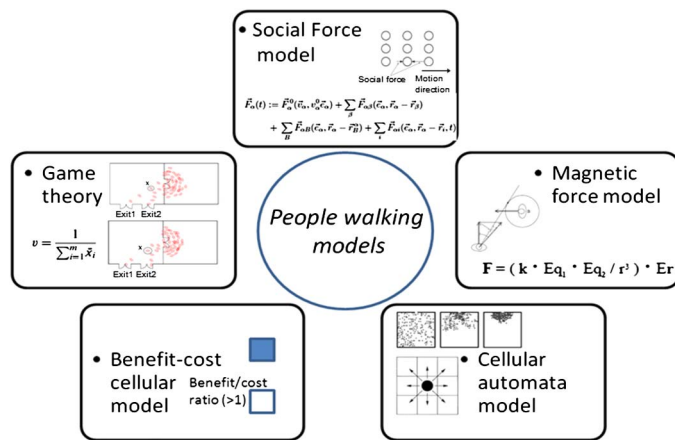 • Social Force
model
Social force
Motion
direction
F⃗α(t) := F⃗α⁰(v⃗α, vα⁰e⃗α) + ∑β F⃗αβ(e⃗α, r⃗α − r⃗β)
+ ∑B F⃗αB(e⃗α, r⃗α − r⃗Bα) + ∑i F⃗αi(e⃗α, r⃗α − r⃗i, t)
• Game
theory
x
Exit1 Exit2
x
Exit1 Exit2
v = 1 / ∑ᵢ₌₁ᵐ x̃ᵢ
People walking
models
• Magnetic
force model
F = (k • Eq₁ • Eq₂ / r³) • Er
• Benefit-cost
cellular
model
Benefit/cost
ratio (>1)
• Cellular
automata
model